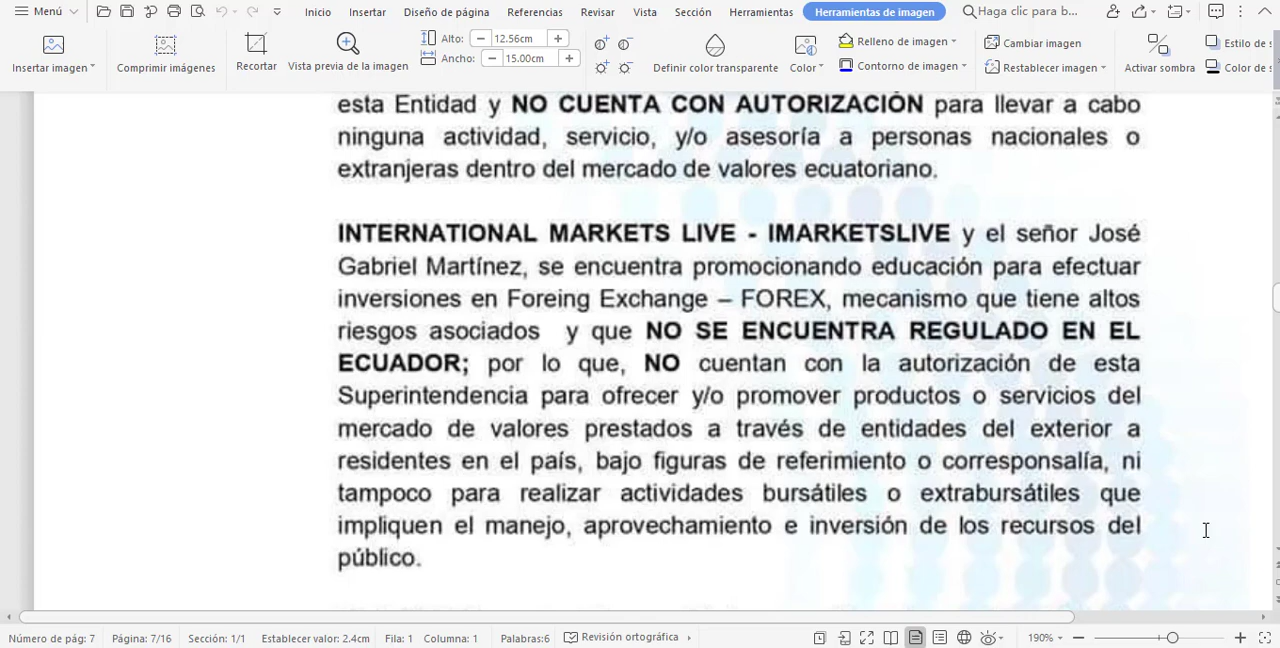 Menú Inicio Insertar Diseño de página Referencias Revisar Vista Sección Herramientas Herramientas de imagen Haga clic para b...
Insertar imagen Comprimir imágenes Recortar Vista previa de la imagen Alto: 12.56cm Ancho: 15.00cm Definir color transparente Color Relleno de imagen Contorno de imagen Cambiar imagen Restablecer imagen Activar sombra Estilo de s Color de s
esta Entidad y NO CUENTA CON AUTORIZACIÓN para llevar a cabo
ninguna actividad, servicio, y/o asesoría a personas nacionales o
extranjeras dentro del mercado de valores ecuatoriano.
INTERNATIONAL MARKETS LIVE - IMARKETSLIVE y el señor José
Gabriel Martínez, se encuentra promocionando educación para efectuar
inversiones en Foreing Exchange – FOREX, mecanismo que tiene altos
riesgos asociados y que NO SE ENCUENTRA REGULADO EN EL
ECUADOR; por lo que, NO cuentan con la autorización de esta
Superintendencia para ofrecer y/o promover productos o servicios del
mercado de valores prestados a través de entidades del exterior a
residentes en el país, bajo figuras de referimiento o corresponsalía, ni
tampoco para realizar actividades bursátiles o extrabursátiles que
impliquen el manejo, aprovechamiento e inversión de los recursos del
público.
Número de pág: 7 Página: 7/16 Sección: 1/1 Establecer valor: 2.4cm Fila: 1 Columna: 1 Palabras:6 Revisión ortográfica 190%